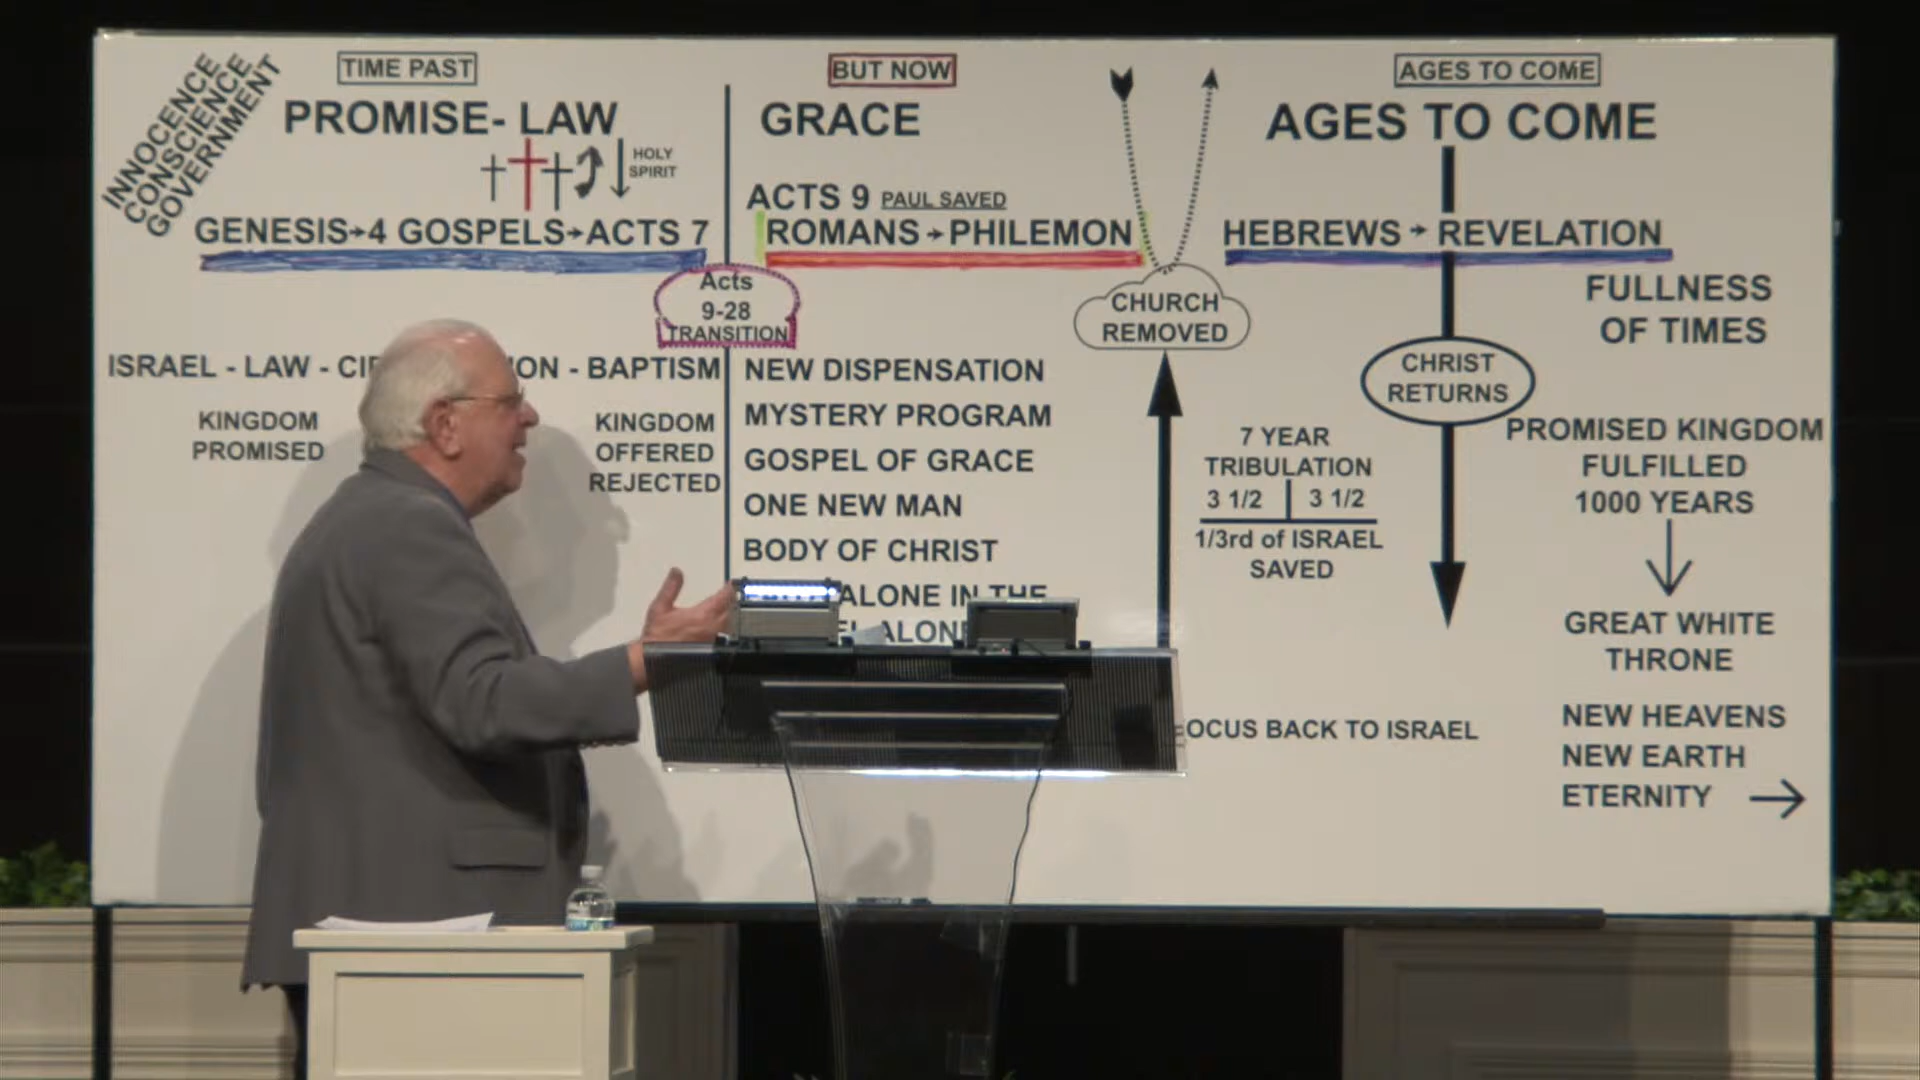 INNOCENCE
CONSCIENCE
GOVERNMENT
TIME PAST
PROMISE- LAW
HOLY
SPIRIT
GENESIS→4 GOSPELS→ACTS 7
ISRAEL - LAW - CI ON - BAPTISM
KINGDOM
PROMISED
KINGDOM
OFFERED
REJECTED
Acts
9-28
TRANSITION
BUT NOW
GRACE
ACTS 9 PAUL SAVED
ROMANS→PHILEMON
NEW DISPENSATION
MYSTERY PROGRAM
GOSPEL OF GRACE
ONE NEW MAN
BODY OF CHRIST
ALONE IN THE
ALONE
CHURCH
REMOVED
AGES TO COME
AGES TO COME
HEBREWS→REVELATION
7 YEAR
TRIBULATION
3 1/2 3 1/2
1/3rd of ISRAEL
SAVED
CHRIST
RETURNS
OCUS BACK TO ISRAEL
FULLNESS
OF TIMES
PROMISED KINGDOM
FULFILLED
1000 YEARS
GREAT WHITE
THRONE
NEW HEAVENS
NEW EARTH
ETERNITY →